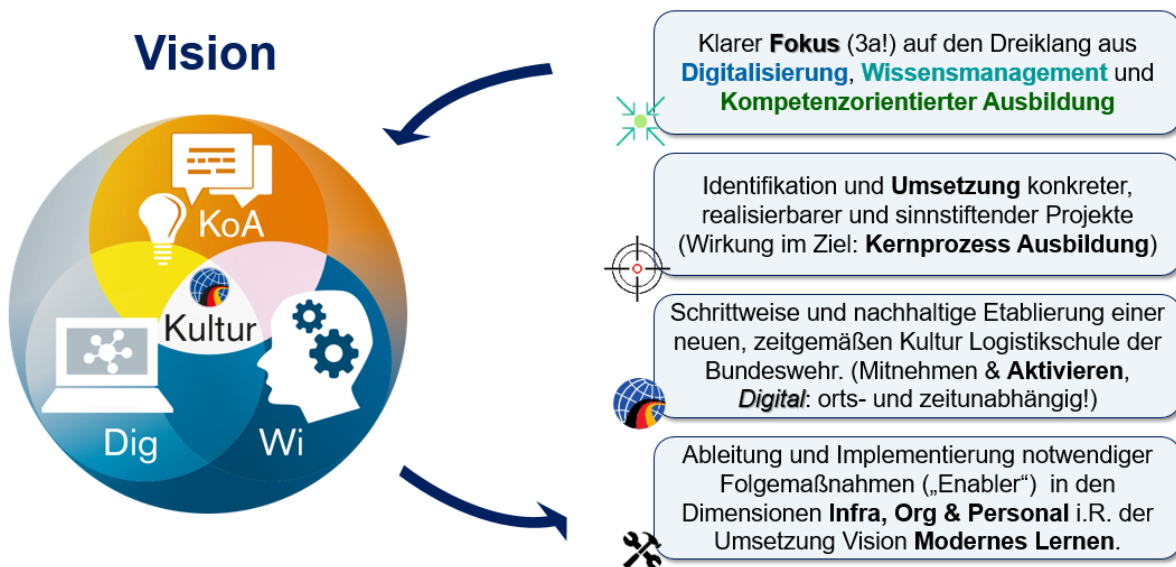 Vision
KoA
Kultur
Dig
Wi
Klarer Fokus (3a!) auf den Dreiklang aus
Digitalisierung, Wissensmanagement und
Kompetenzorientierter Ausbildung
Identifikation und Umsetzung konkreter,
realisierbarer und sinnstiftender Projekte
(Wirkung im Ziel: Kernprozess Ausbildung)
Schrittweise und nachhaltige Etablierung einer
neuen, zeitgemäßen Kultur Logistikschule der
Bundeswehr. (Mitnehmen & Aktivieren,
Digital: orts- und zeitunabhängig!)
Ableitung und Implementierung notwendiger
Folgemaßnahmen („Enabler“) in den
Dimensionen Infra, Org & Personal i.R. der
Umsetzung Vision Modernes Lernen.